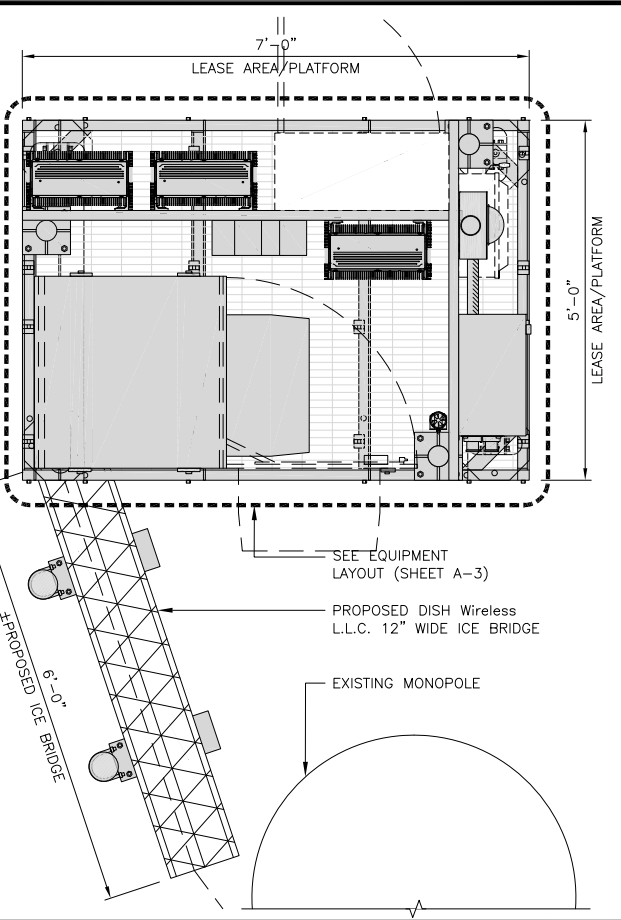 7'-0"
LEASE AREA/PLATFORM
5'-0"
LEASE AREA/PLATFORM
SEE EQUIPMENT
LAYOUT (SHEET A-3)
PROPOSED DISH Wireless
L.L.C. 12" WIDE ICE BRIDGE
6'-0"
±PROPOSED ICE BRIDGE
EXISTING MONOPOLE